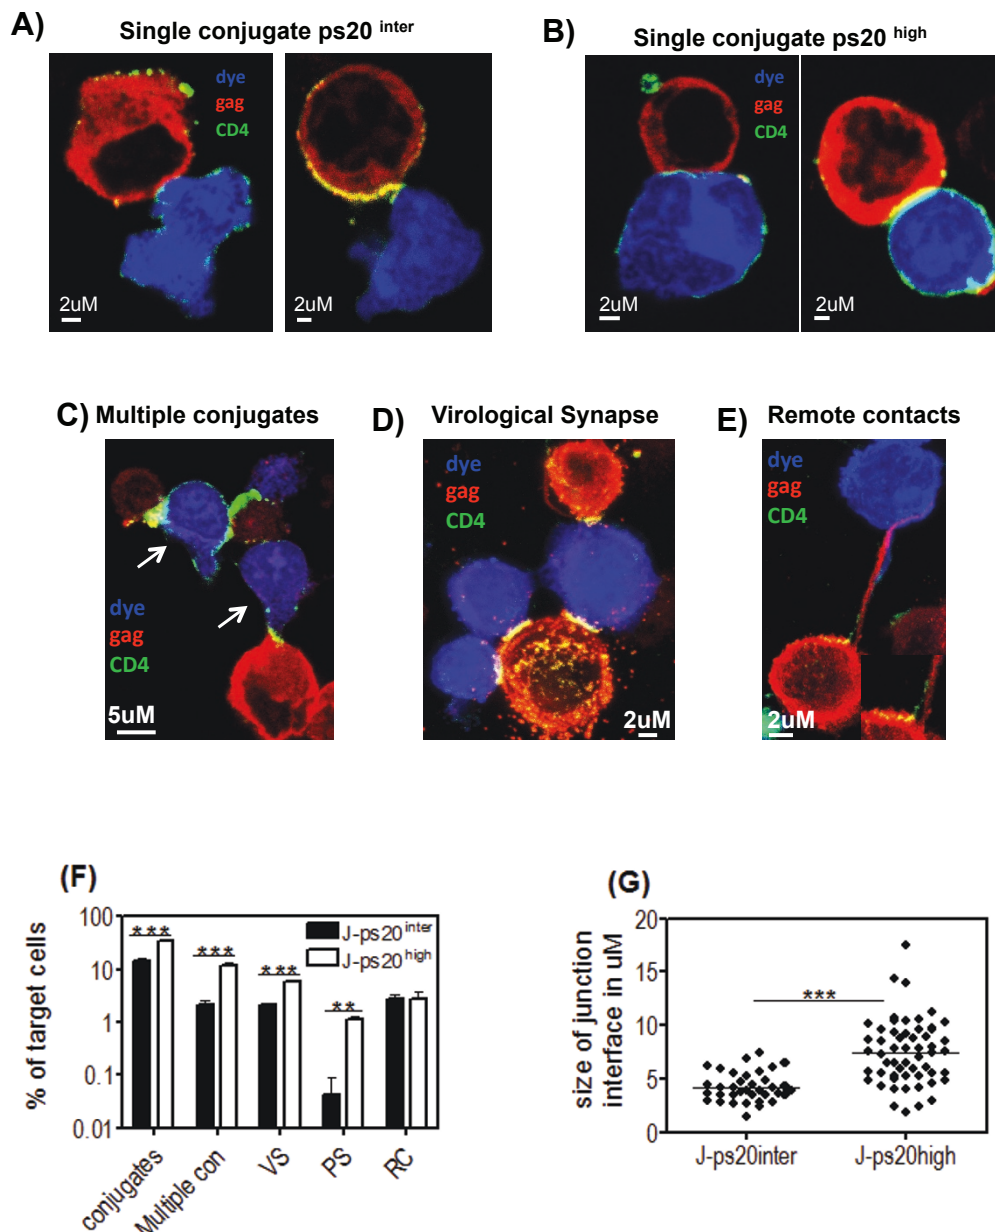 A)
Single conjugate ps20 inter
dye
gag
CD4
2uM
2uM
B)
Single conjugate ps20 high
dye
gag
CD4
2uM
2uM
C) Multiple conjugates
dye
gag
CD4
5uM
D)
Virological Synapse
dye
gag
CD4
2uM
E)
Remote contacts
dye
gag
CD4
2uM
(F)
% of target cells
100
10
1
0.1
0.01
***
***
***
**
J-ps20 inter
J-ps20 high
conjugates
Multiple con
VS
PS
RC
(G)
size of junction
interface in uM
20
15
10
5
0
***
J-ps20inter
J-ps20high